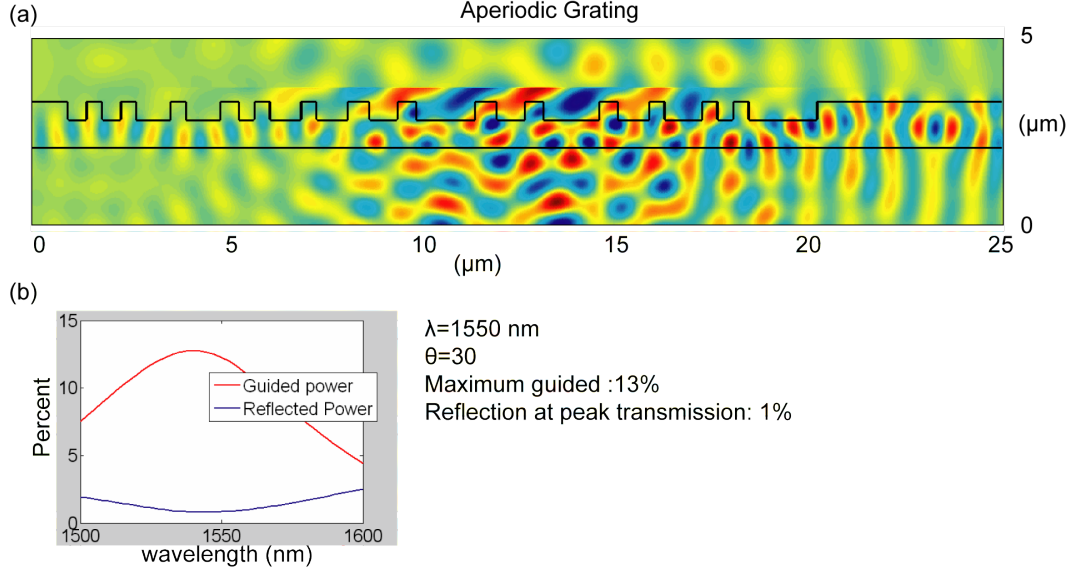 (a)
Aperiodic Grating
5
(μm)
0
0 5 10 15 20 25
(μm)
(b)
15
10
5
0
Percent
Guided power
Reflected Power
1500 1550 1600
wavelength (nm)
λ=1550 nm
θ=30
Maximum guided :13%
Reflection at peak transmission: 1%